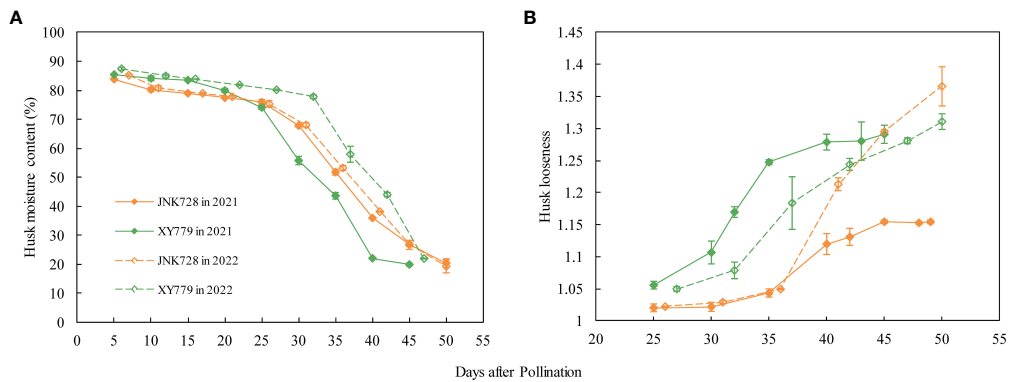 A
B
Husk moisture content (%)
100
90
80
70
60
50
40
30
20
10
0
0 5 10 15 20 25 30 35 40 45 50 55
JNK728 in 2021
XY779 in 2021
JNK728 in 2022
XY779 in 2022
Husk looseness
1.45
1.4
1.35
1.3
1.25
1.2
1.15
1.1
1.05
1
20 25 30 35 40 45 50 55
Days after Pollination